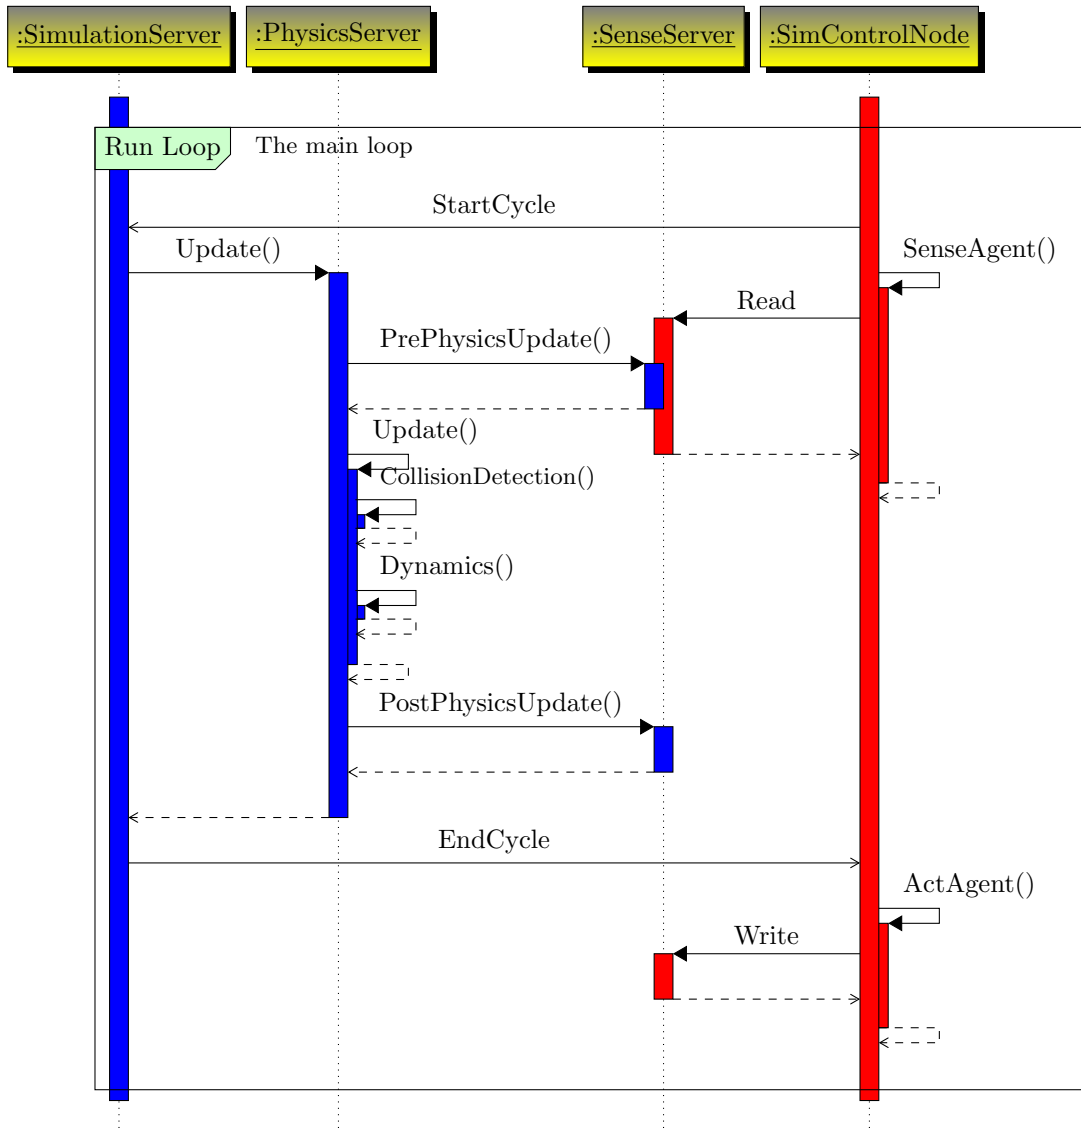 :SimulationServer
:PhysicsServer
:SenseServer
:SimControlNode
Run Loop
The main loop
StartCycle
Update()
SenseAgent()
Read
PrePhysicsUpdate()
Update()
CollisionDetection()
Dynamics()
PostPhysicsUpdate()
EndCycle
ActAgent()
Write